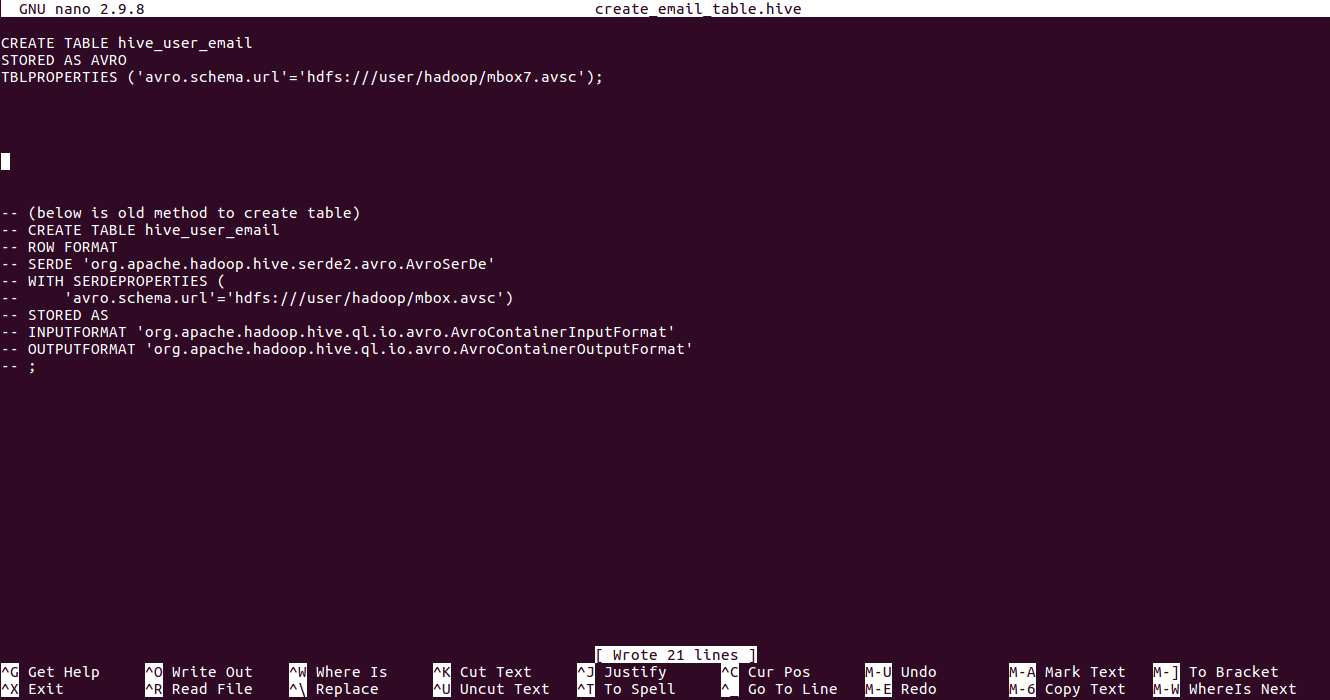 GNU nano 2.9.8 create_email_table.hive
CREATE TABLE hive_user_email
STORED AS AVRO
TBLPROPERTIES ('avro.schema.url'='hdfs:///user/hadoop/mbox7.avsc');
-- (below is old method to create table)
-- CREATE TABLE hive_user_email
-- ROW FORMAT
-- SERDE 'org.apache.hadoop.hive.serde2.avro.AvroSerDe'
-- WITH SERDEPROPERTIES (
--     'avro.schema.url'='hdfs:///user/hadoop/mbox.avsc')
-- STORED AS
-- INPUTFORMAT 'org.apache.hadoop.hive.ql.io.avro.AvroContainerInputFormat'
-- OUTPUTFORMAT 'org.apache.hadoop.hive.ql.io.avro.AvroContainerOutputFormat'
-- ;
[ Wrote 21 lines ]
^G Get Help ^O Write Out ^W Where Is ^K Cut Text ^J Justify ^C Cur Pos M-U Undo M-A Mark Text M-] To Bracket
^X Exit ^R Read File ^\ Replace ^U Uncut Text ^T To Spell ^_ Go To Line M-E Redo M-6 Copy Text M-W WhereIs Next